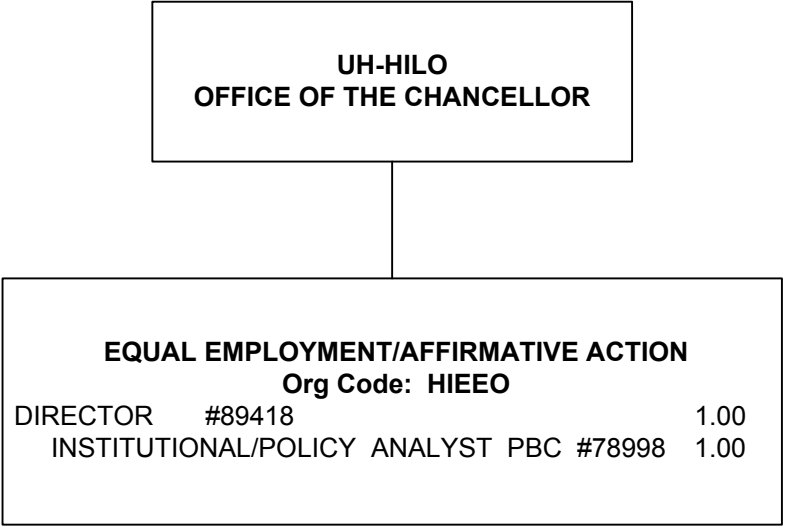 UH-HILO
OFFICE OF THE CHANCELLOR
EQUAL EMPLOYMENT/AFFIRMATIVE ACTION
Org Code: HIEEO
DIRECTOR #89418 1.00
INSTITUTIONAL/POLICY ANALYST PBC #78998 1.00